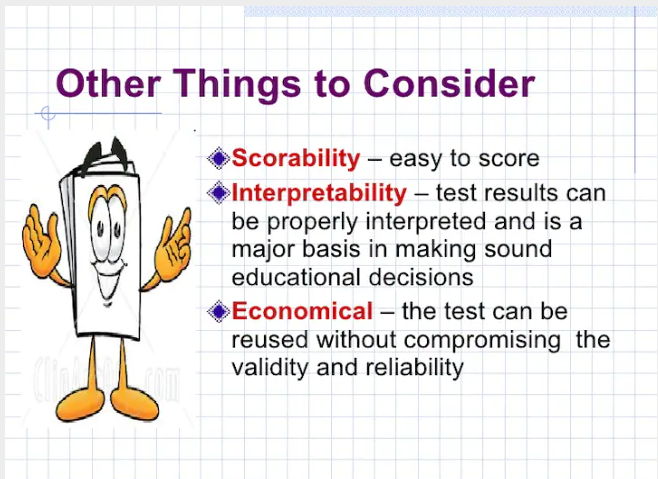 Other Things to Consider
Scorability – easy to score
Interpretability – test results can
be properly interpreted and is a
major basis in making sound
educational decisions
Economical – the test can be
reused without compromising the
validity and reliability